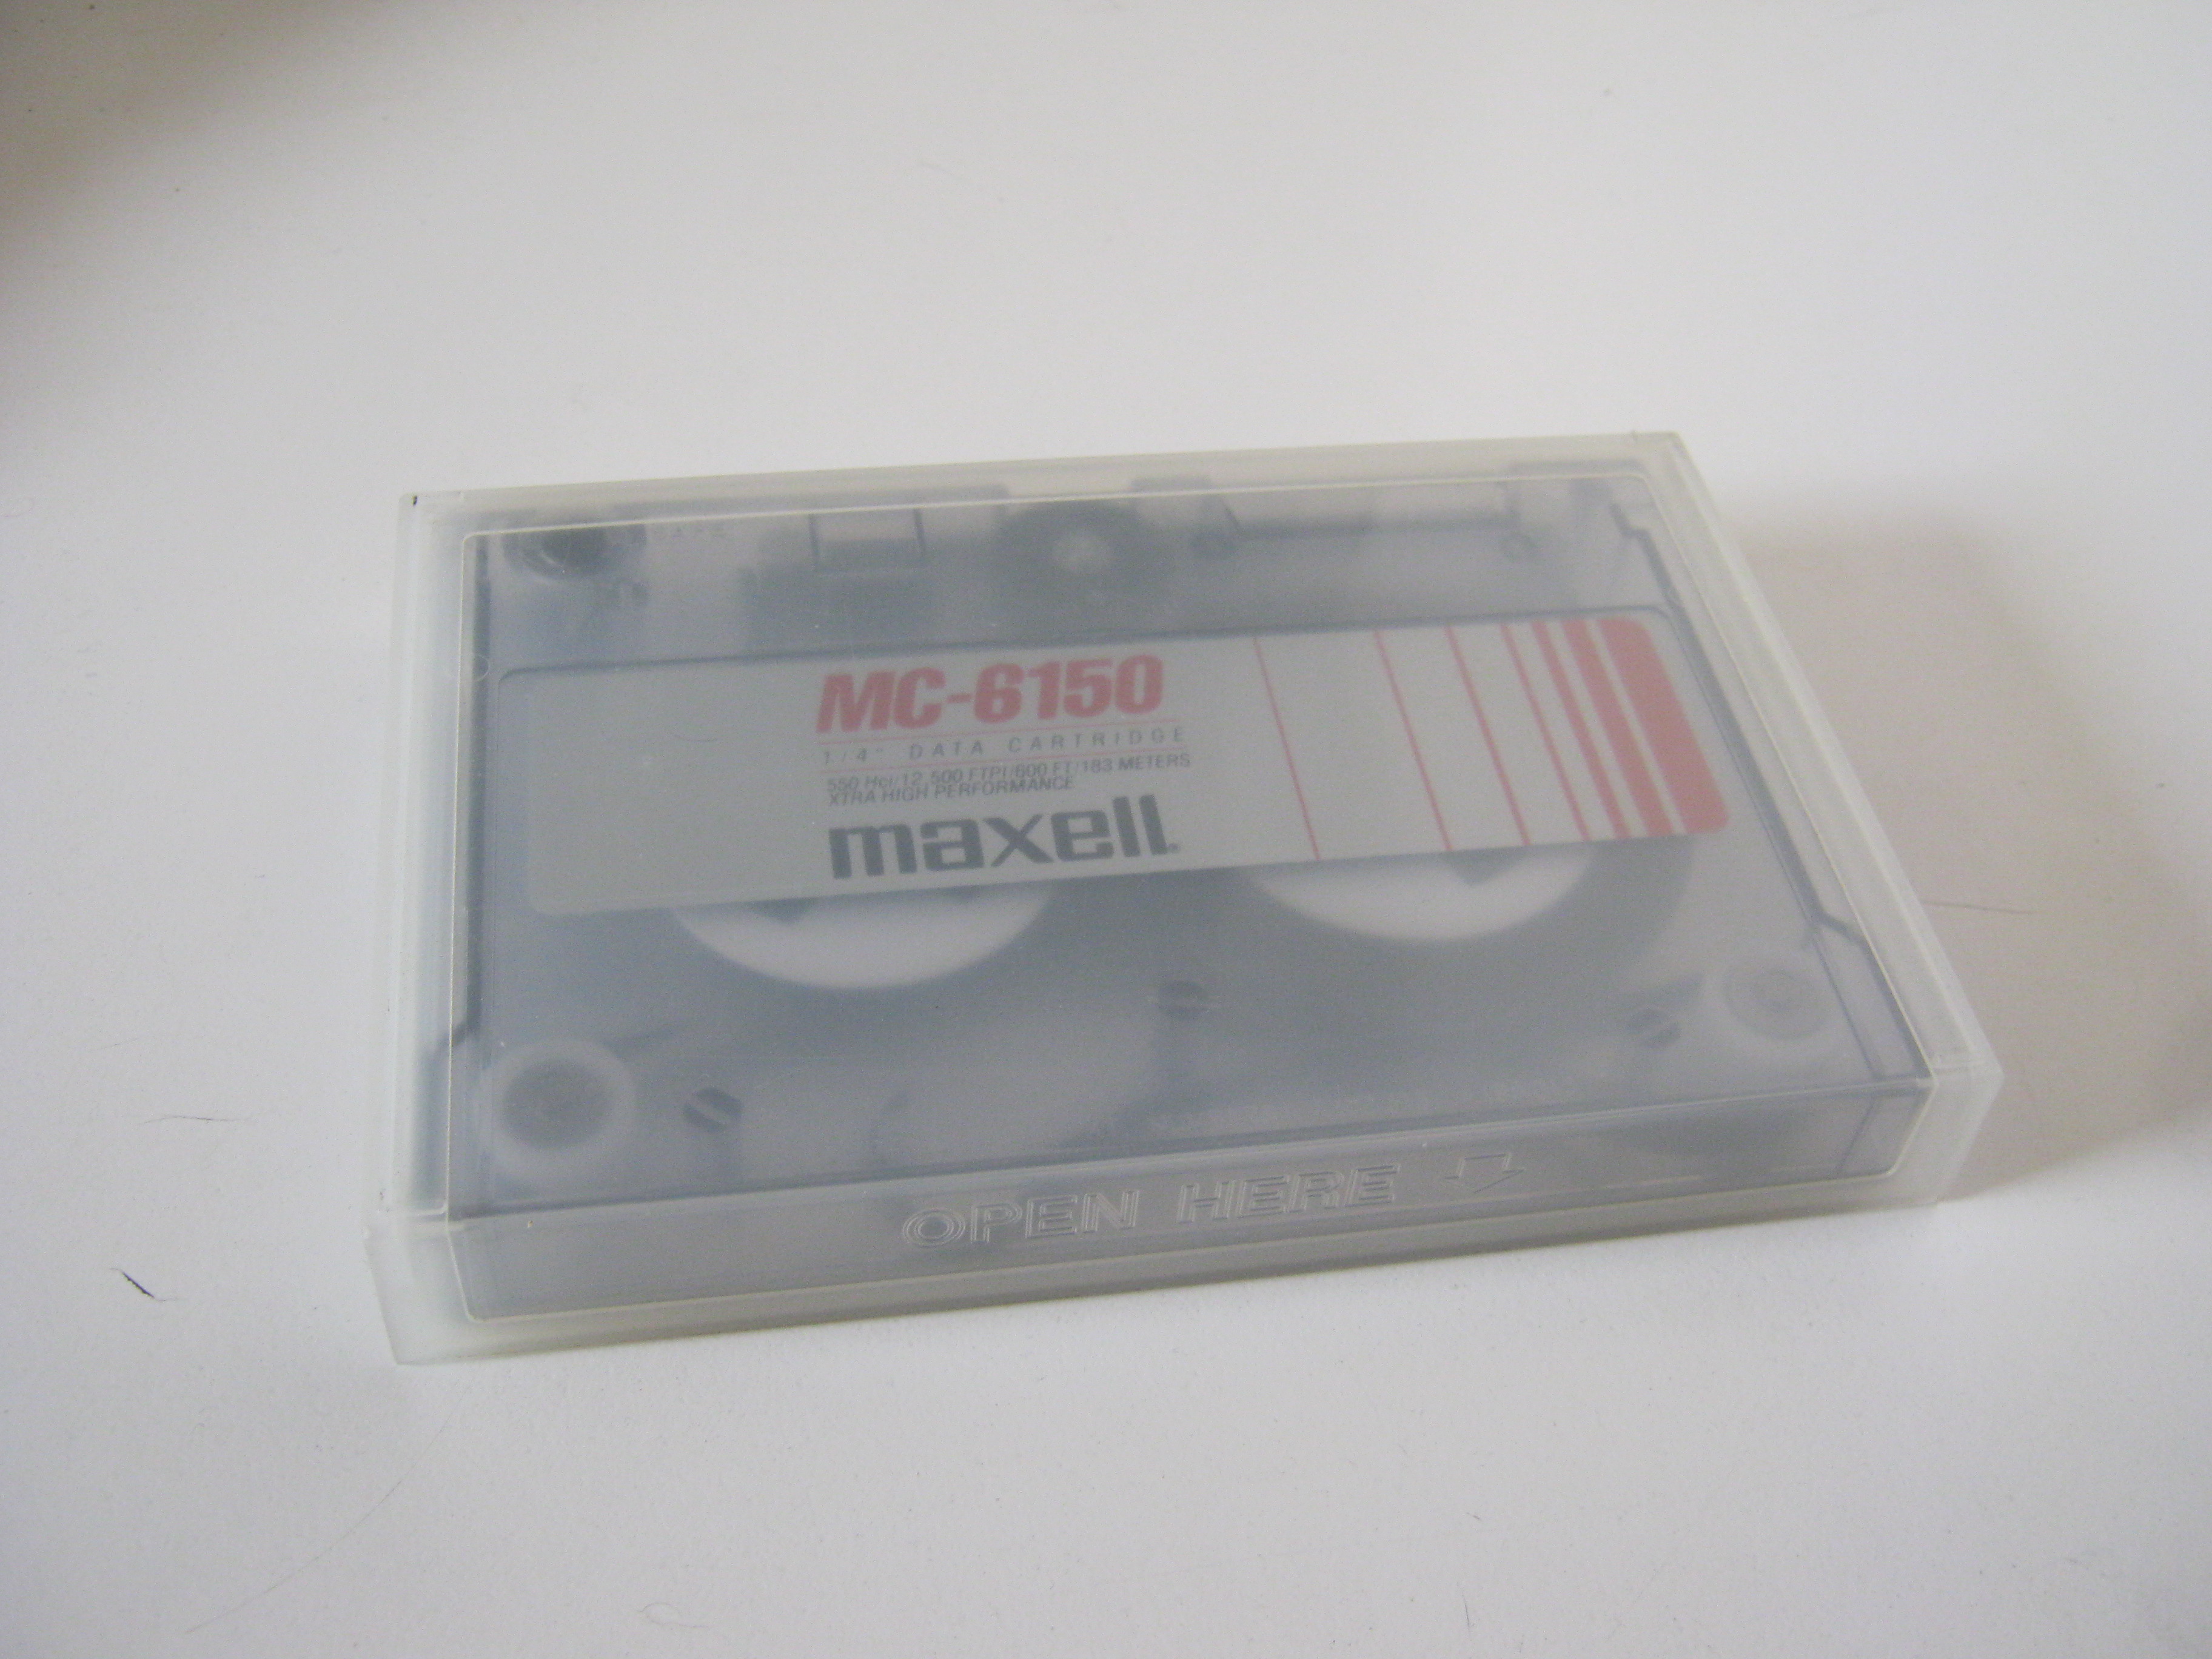 MC-6150
1/4" DATA CARTRIDGE
550 Hci/12,500 FTPI/600 FT/183 METERS
XTRA HIGH PERFORMANCE
maxell.
OPEN HERE